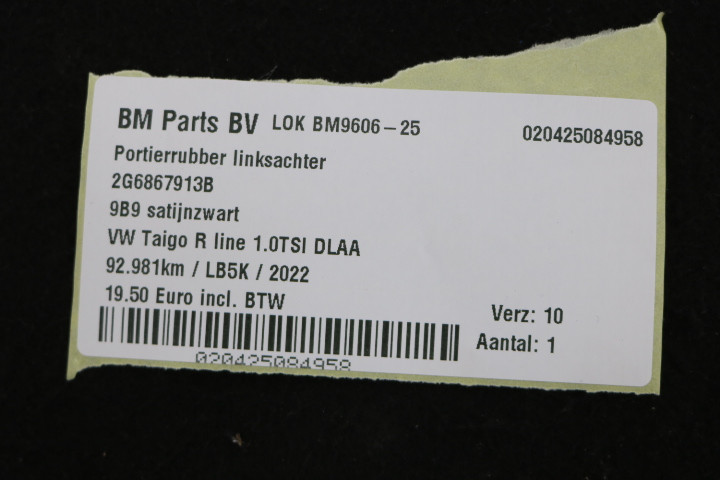 BM Parts BV LOK BM9606-25 020425084958
Portierrubber linksachter
2G6867913B
9B9 satijnzwart
VW Taigo R line 1.0TSI DLAA
92.981km / LB5K / 2022
19.50 Euro incl. BTW
Verz: 10
Aantal: 1
020425084958